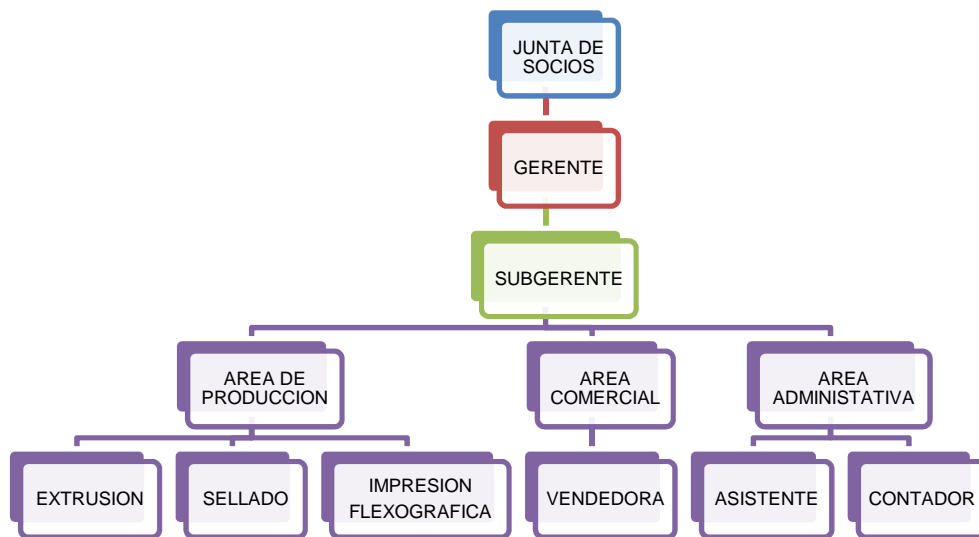 JUNTA DE
SOCIOS
GERENTE
SUBGERENTE
AREA DE
PRODUCCION
AREA
COMERCIAL
AREA
ADMINISTATIVA
EXTRUSION
SELLADO
IMPRESION
FLEXOGRAFICA
VENDEDORA
ASISTENTE
CONTADOR